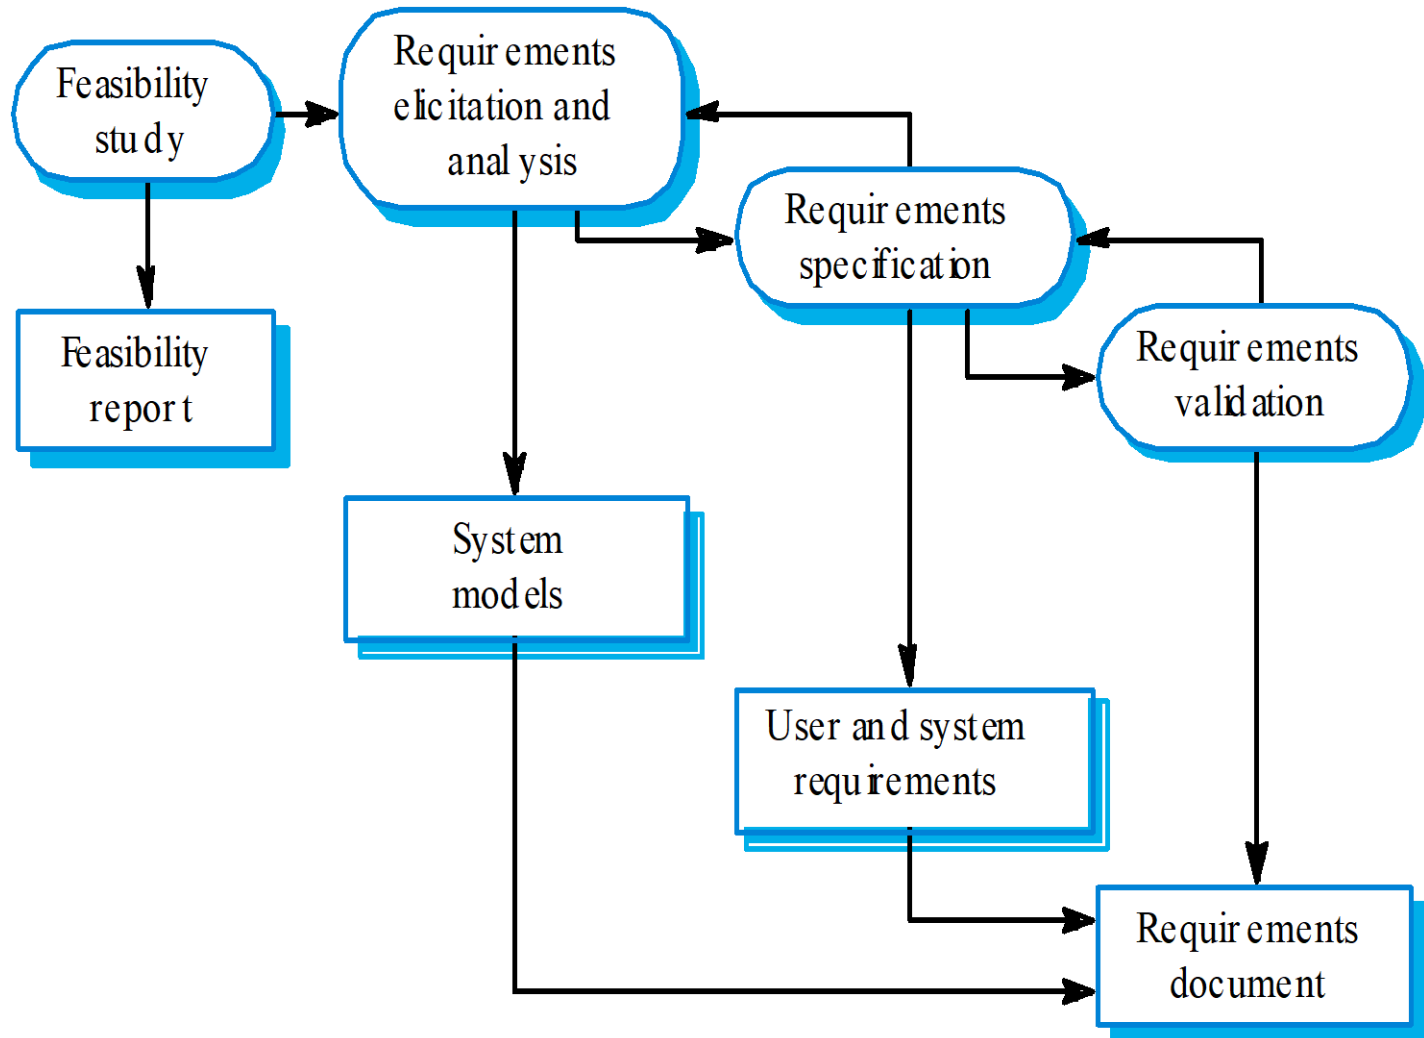 Feasibility
study
Requirements
elicitation and
analysis
Requirements
specification
Requirements
validation
Feasibility
report
System
models
User and system
requirements
Requirements
document